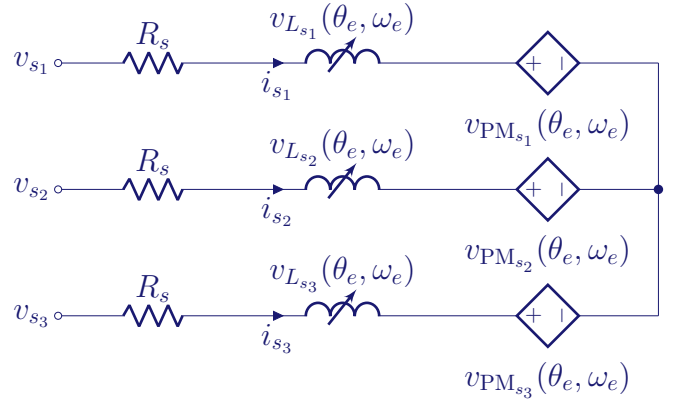 v_{L_{s_1}}(θ_e, ω_e)
R_s
v_{s_1}
i_{s_1}
+ −
v_{PM_{s_1}}(θ_e, ω_e)
v_{L_{s_2}}(θ_e, ω_e)
R_s
v_{s_2}
i_{s_2}
+ −
v_{PM_{s_2}}(θ_e, ω_e)
v_{L_{s_3}}(θ_e, ω_e)
R_s
v_{s_3}
i_{s_3}
+ −
v_{PM_{s_3}}(θ_e, ω_e)